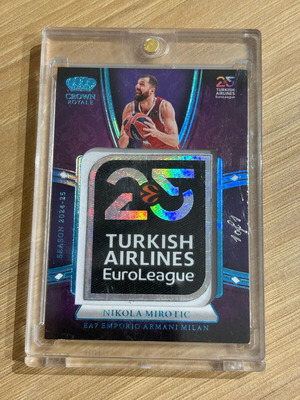 CROWN
ROYALE
25
TURKISH
AIRLINES
EuroLeague
SEASON 2024-25
25
TURKISH
AIRLINES
EuroLeague
1of1
NIKOLA MIROTIC
EA7 EMPORIO ARMANI MILAN